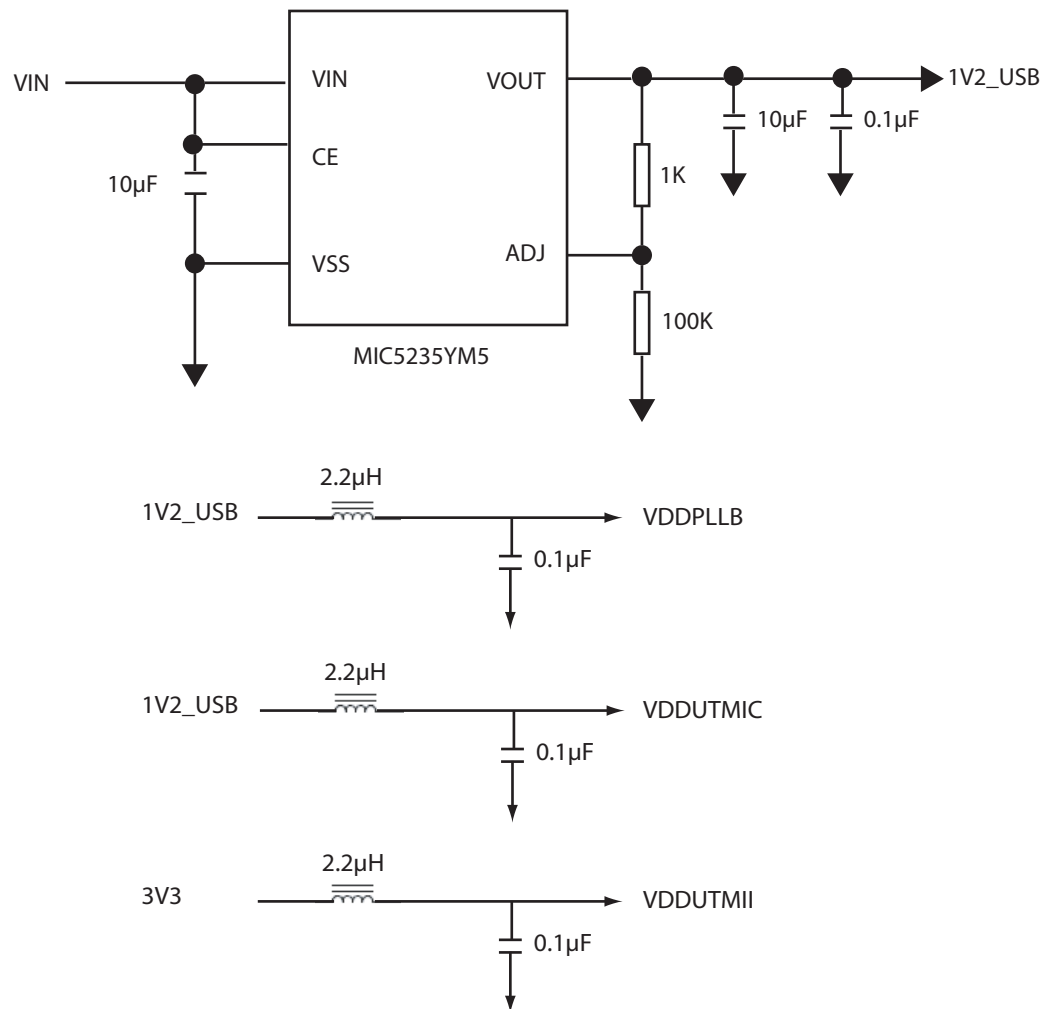 VIN
VIN
VOUT
1V2_USB
10µF
0.1µF
CE
10µF
1K
ADJ
VSS
100K
MIC5235YM5
2.2µH
1V2_USB
VDDPLLB
0.1µF
2.2µH
1V2_USB
VDDUTMIC
0.1µF
2.2µH
3V3
VDDUTMII
0.1µF